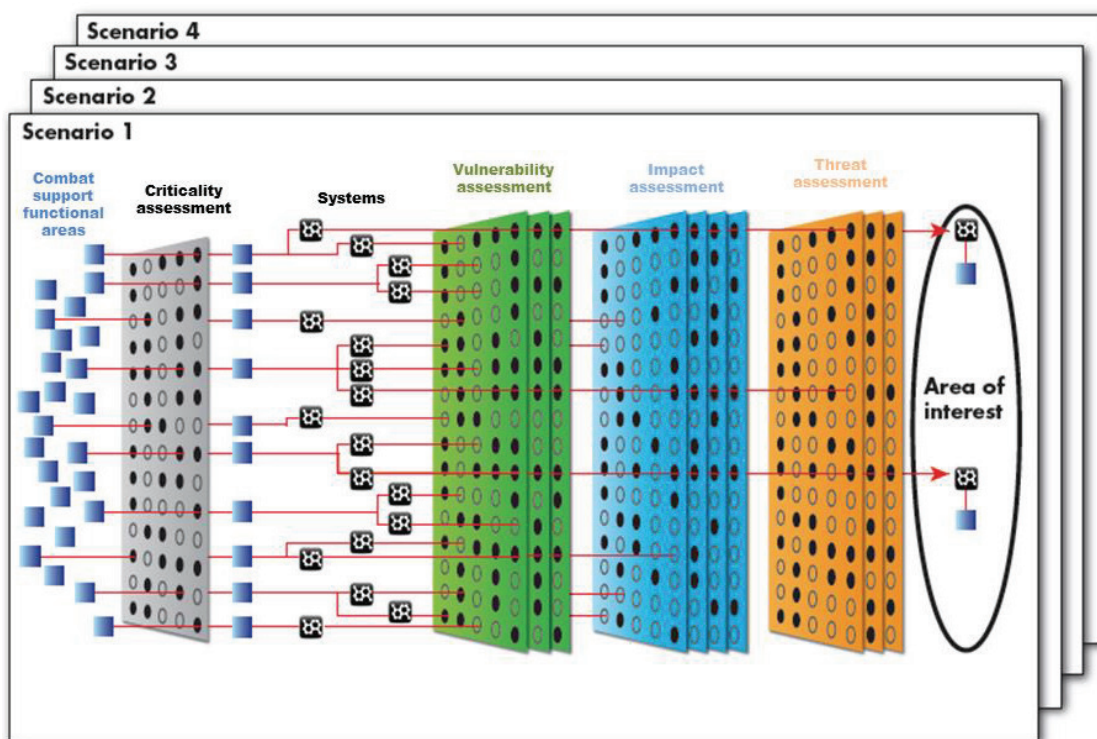 Scenario 4
Scenario 3
Scenario 2
Scenario 1
Combat
support
functional
areas
Criticality
assessment
Systems
Vulnerability
assessment
Impact
assessment
Threat
assessment
Area of
interest